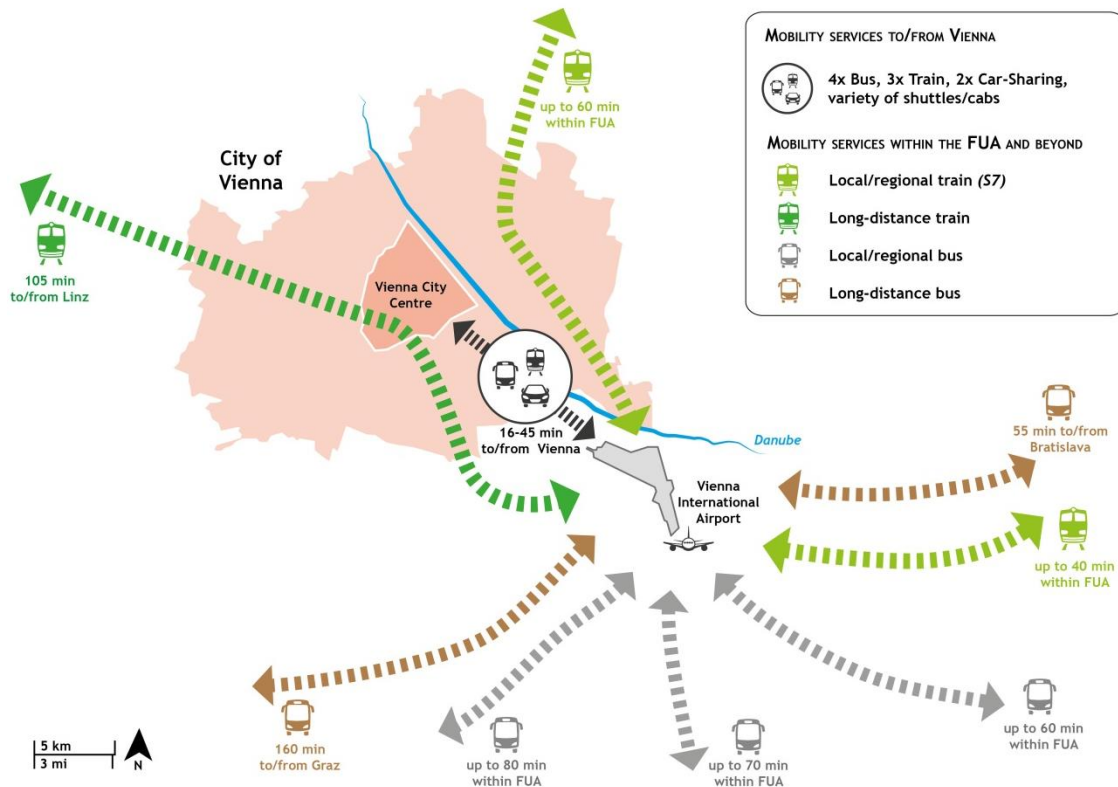 up to 60 min
within FUA
City of
Vienna
105 min
to/from Linz
Vienna City
Centre
16-45 min
to/from Vienna
Danube
Vienna
International
Airport
55 min to/from
Bratislava
up to 40 min
within FUA
up to 60 min
within FUA
up to 70 min
within FUA
up to 80 min
within FUA
160 min
to/from Graz
5 km
3 mi
N
MOBILITY SERVICES TO/FROM VIENNA
4x Bus, 3x Train, 2x Car-Sharing,
variety of shuttles/cabs
MOBILITY SERVICES WITHIN THE FUA AND BEYOND
Local/regional train (S7)
Long-distance train
Local/regional bus
Long-distance bus